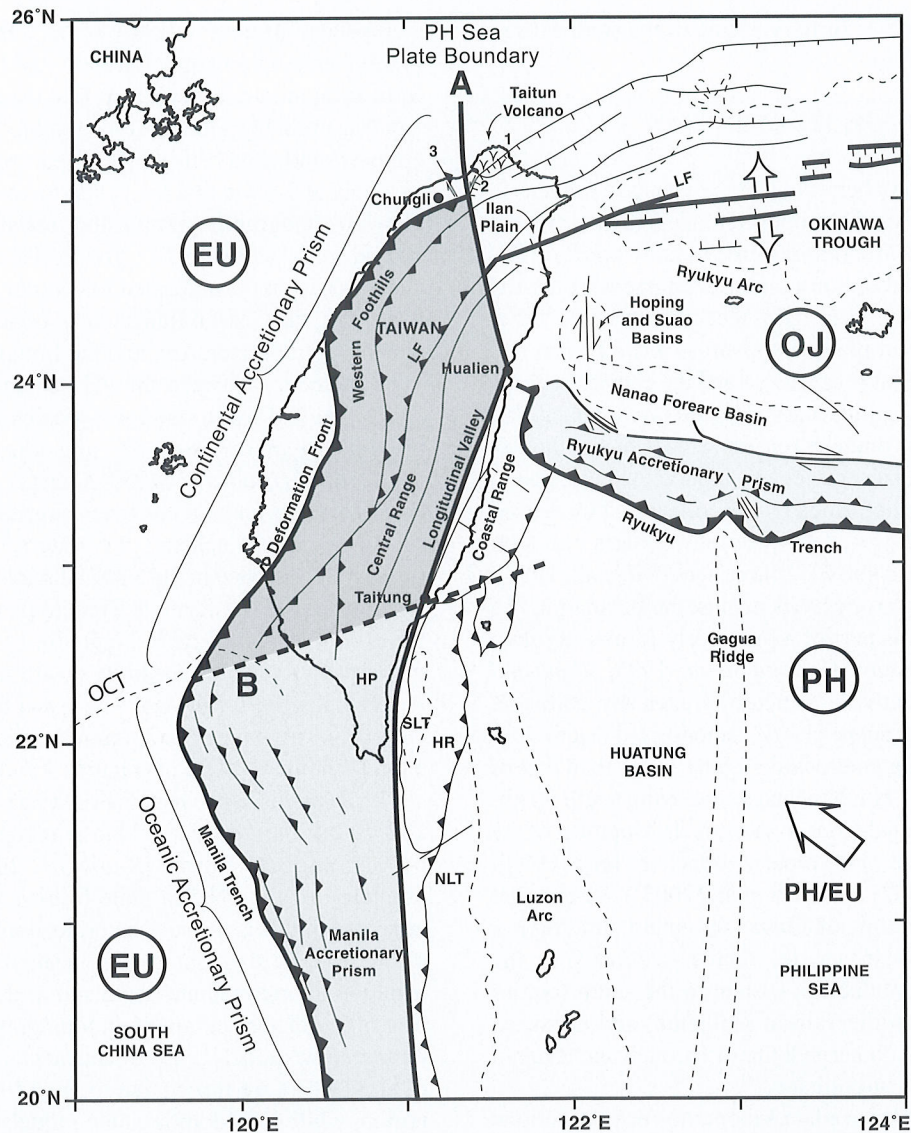 26°N
CHINA
PH Sea
Plate Boundary
A
Taitun
Volcano
1
3
2
Chungli
Ilan
Plain
LF
OKINAWA
TROUGH
EU
Continental Accretionary Prism
Western Foothills
TAIWAN
LF
Ryukyu Arc
Hoping
and Suao
Basins
OJ
24°N
Hualien
Nanao Forearc Basin
Ryukyu Accretionary Prism
Ryukyu Trench
Deformation Front
Central Range
Longitudinal Valley
Coastal Range
Taitung
OCT
B
HP
Gagua
Ridge
PH
SLT
HR
22°N
HUATUNG
BASIN
Oceanic Accretionary Prism
Manila Trench
NLT
PH/EU
Luzon
Arc
Manila
Accretionary
Prism
EU
PHILIPPINE
SEA
SOUTH
CHINA SEA
20°N
120°E
122°E
124°E